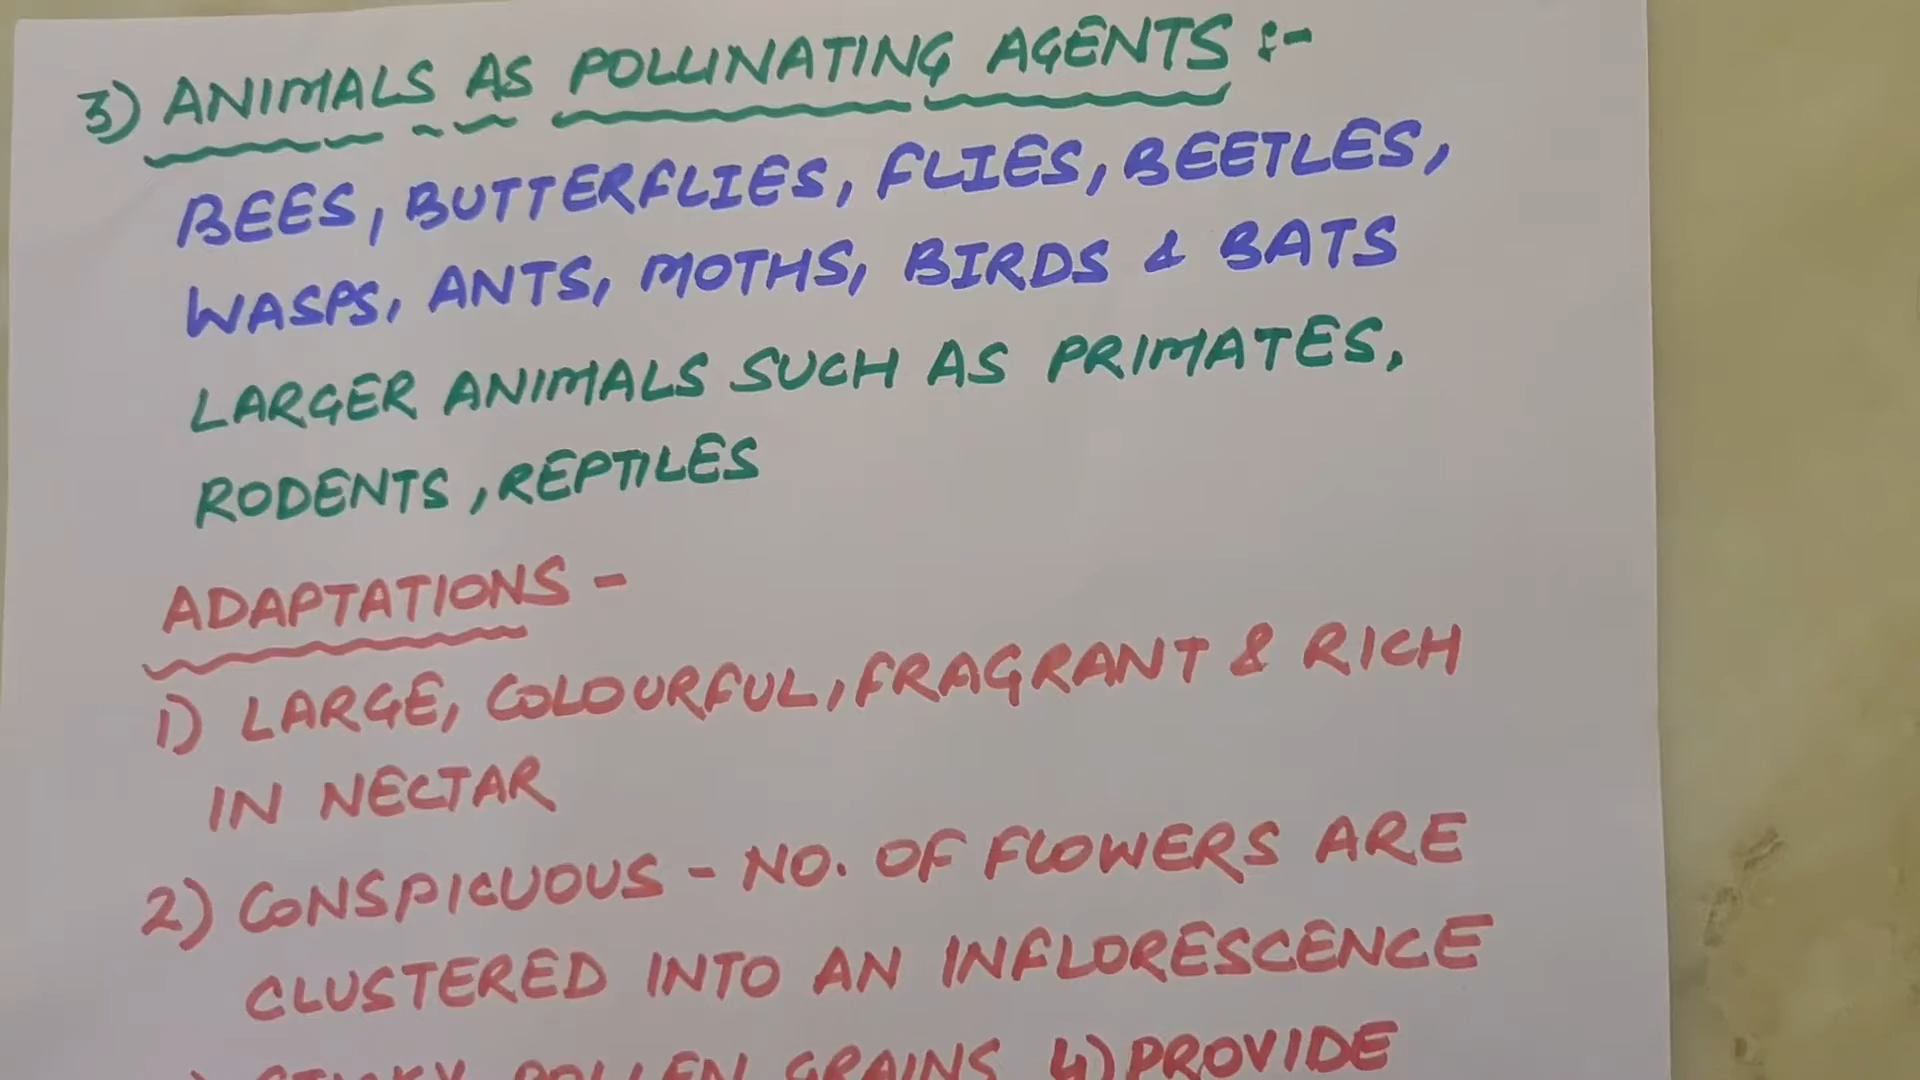 3) ANIMALS AS POLLINATING AGENTS :-
BEES, BUTTERFLIES, FLIES, BEETLES,
WASPS, ANTS, MOTHS, BIRDS & BATS
LARGER ANIMALS SUCH AS PRIMATES,
RODENTS, REPTILES
ADAPTATIONS -
1) LARGE, COLOURFUL, FRAGRANT & RICH
IN NECTAR
2) CONSPICUOUS - NO. OF FLOWERS ARE
CLUSTERED INTO AN INFLORESCENCE
STICKY POLLEN GRAINS 4) PROVIDE